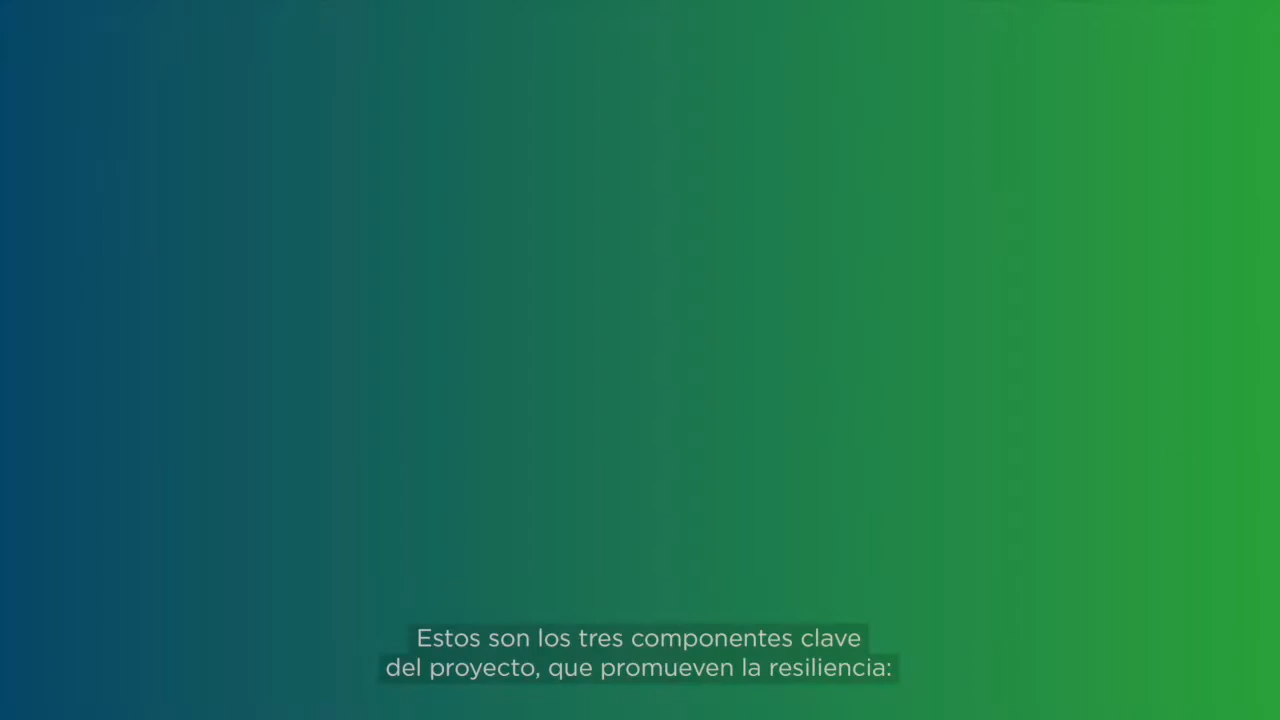 Estos son los tres componentes clave
del proyecto, que promueven la resiliencia: